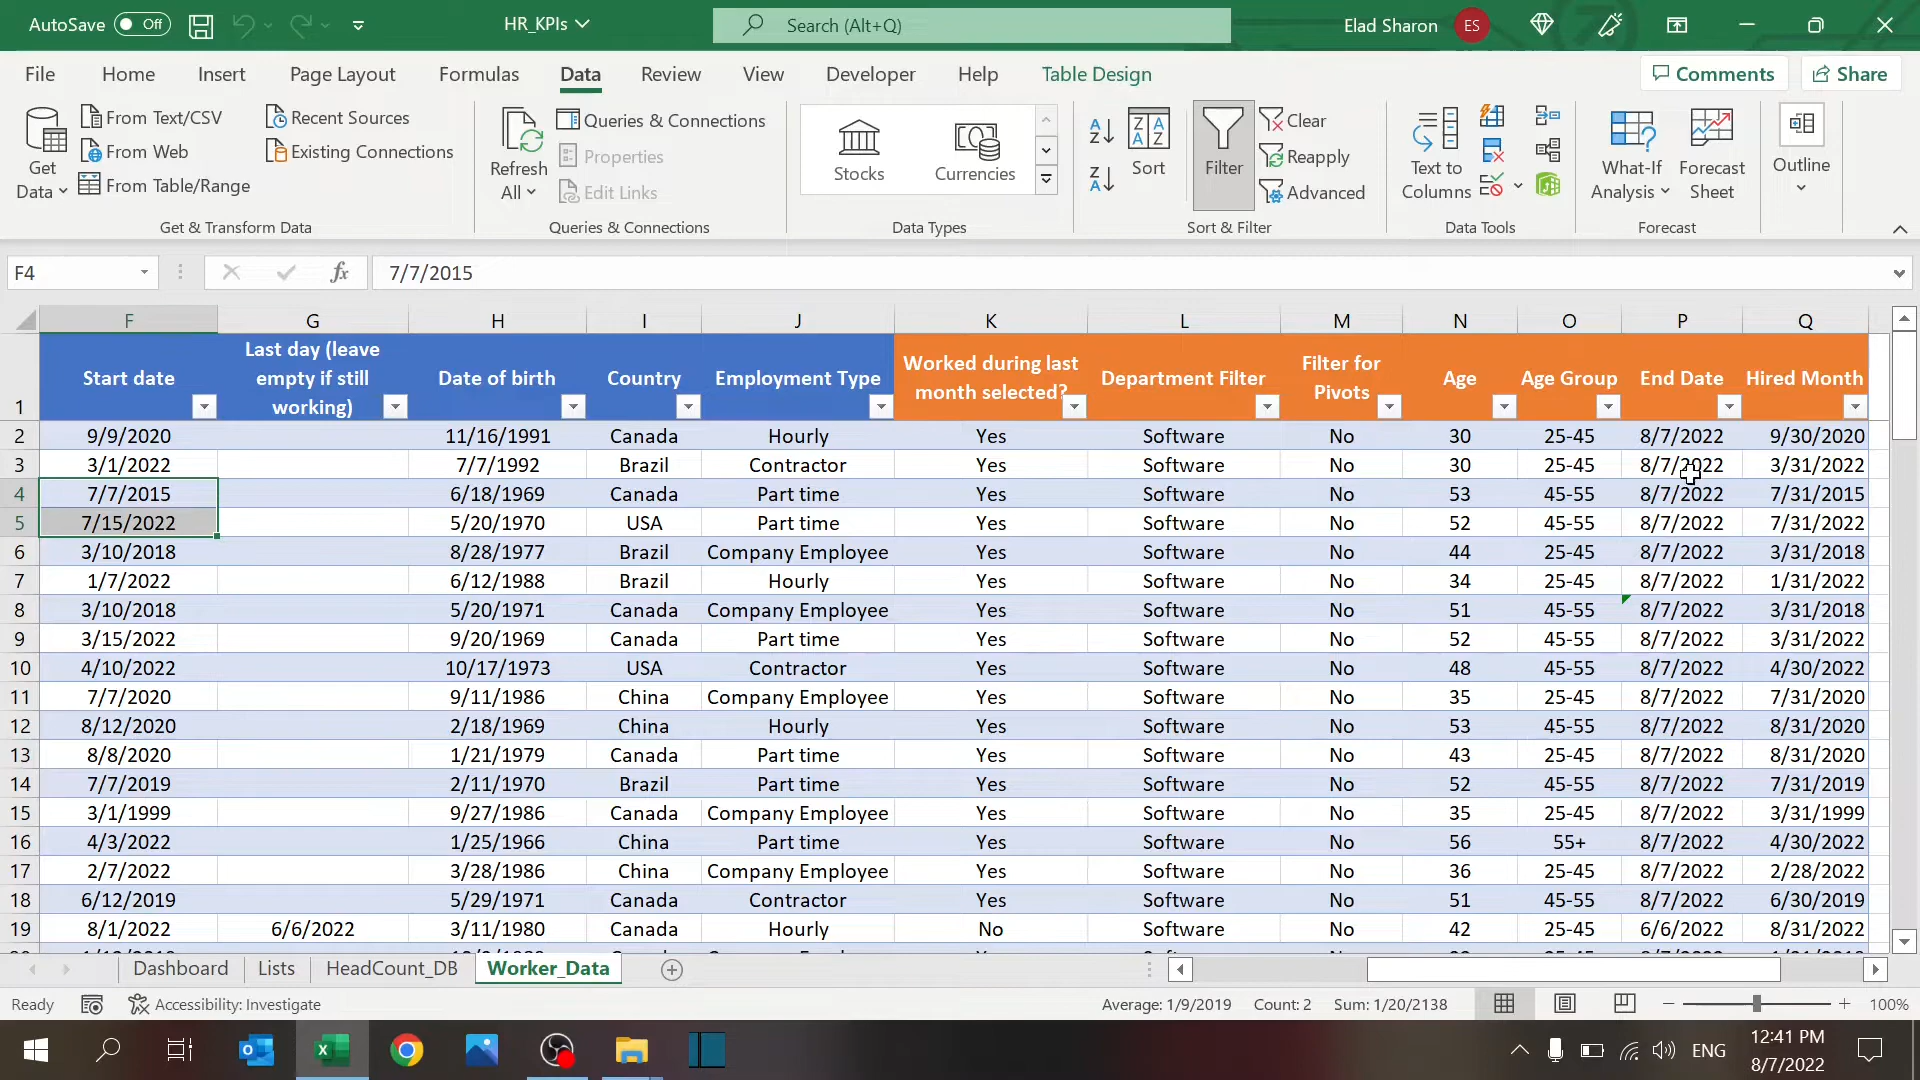 AutoSave Off HR_KPIs Search (Alt+Q) Elad Sharon ES
File Home Insert Page Layout Formulas Data Review View Developer Help Table Design Comments Share
Get Data
From Text/CSV
From Web
From Table/Range
Recent Sources
Existing Connections
Get & Transform Data
Refresh All
Queries & Connections
Properties
Edit Links
Queries & Connections
Stocks
Currencies
Data Types
Sort
Filter
Clear
Reapply
Advanced
Sort & Filter
Text to Columns
Data Tools
What-If Analysis
Forecast Sheet
Forecast
Outline
F4 fx 7/7/2015
F G H I J K L M N O P Q
1 Start date Last day (leave empty if still working) Date of birth Country Employment Type Worked during last month selected? Department Filter Filter for Pivots Age Age Group End Date Hired Month
2 9/9/2020 11/16/1991 Canada Hourly Yes Software No 30 25-45 8/7/2022 9/30/2020
3 3/1/2022 7/7/1992 Brazil Contractor Yes Software No 30 25-45 8/7/2022 3/31/2022
4 7/7/2015 6/18/1969 Canada Part time Yes Software No 53 45-55 8/7/2022 7/31/2015
5 7/15/2022 5/20/1970 USA Part time Yes Software No 52 45-55 8/7/2022 7/31/2022
6 3/10/2018 8/28/1977 Brazil Company Employee Yes Software No 44 25-45 8/7/2022 3/31/2018
7 1/7/2022 6/12/1988 Brazil Hourly Yes Software No 34 25-45 8/7/2022 1/31/2022
8 3/10/2018 5/20/1971 Canada Company Employee Yes Software No 51 45-55 8/7/2022 3/31/2018
9 3/15/2022 9/20/1969 Canada Part time Yes Software No 52 45-55 8/7/2022 3/31/2022
10 4/10/2022 10/17/1973 USA Contractor Yes Software No 48 45-55 8/7/2022 4/30/2022
11 7/7/2020 9/11/1986 China Company Employee Yes Software No 35 25-45 8/7/2022 7/31/2020
12 8/12/2020 2/18/1969 China Hourly Yes Software No 53 45-55 8/7/2022 8/31/2020
13 8/8/2020 1/21/1979 Canada Part time Yes Software No 43 25-45 8/7/2022 8/31/2020
14 7/7/2019 2/11/1970 Brazil Part time Yes Software No 52 45-55 8/7/2022 7/31/2019
15 3/1/1999 9/27/1986 Canada Company Employee Yes Software No 35 25-45 8/7/2022 3/31/1999
16 4/3/2022 1/25/1966 China Part time Yes Software No 56 55+ 8/7/2022 4/30/2022
17 2/7/2022 3/28/1986 China Company Employee Yes Software No 36 25-45 8/7/2022 2/28/2022
18 6/12/2019 5/29/1971 Canada Contractor Yes Software No 51 45-55 8/7/2022 6/30/2019
19 8/1/2022 6/6/2022 3/11/1980 Canada Hourly No Software No 42 25-45 6/6/2022 8/31/2022
Dashboard Lists HeadCount_DB Worker_Data
Ready Accessibility: Investigate Average: 1/9/2019 Count: 2 Sum: 1/20/2138 100%
ENG 12:41 PM
8/7/2022